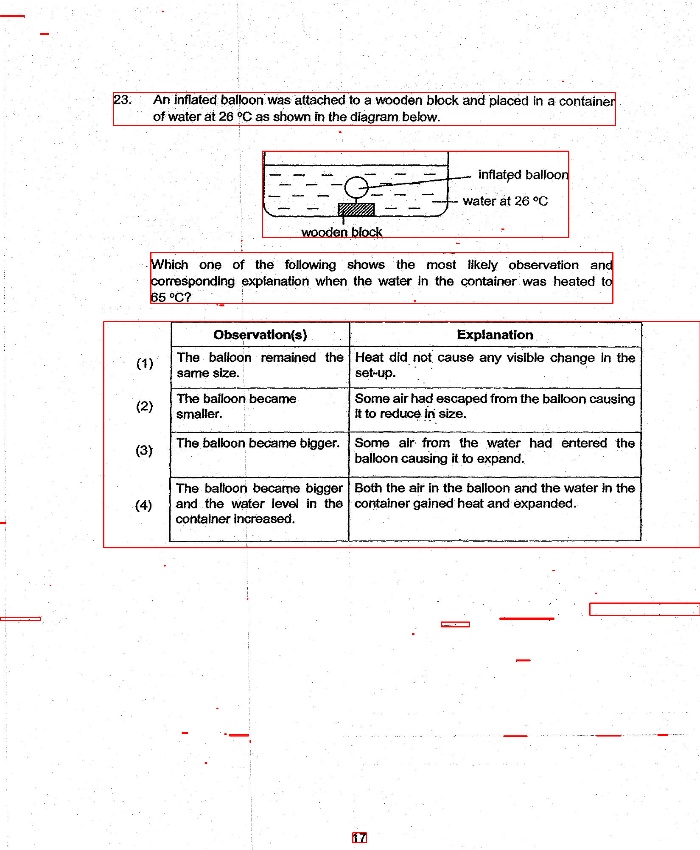 23. An inflated balloon was attached to a wooden block and placed in a container
of water at 26 °C as shown in the diagram below.
inflated balloon
water at 26 °C
wooden block
Which one of the following shows the most likely observation and
corresponding explanation when the water in the container was heated to
65 °C?
Observation(s) Explanation
(1) The balloon remained the same size. Heat did not cause any visible change in the set-up.
(2) The balloon became smaller. Some air had escaped from the balloon causing it to reduce in size.
(3) The balloon became bigger. Some air from the water had entered the balloon causing it to expand.
(4) The balloon became bigger and the water level in the container increased. Both the air in the balloon and the water in the container gained heat and expanded.
17